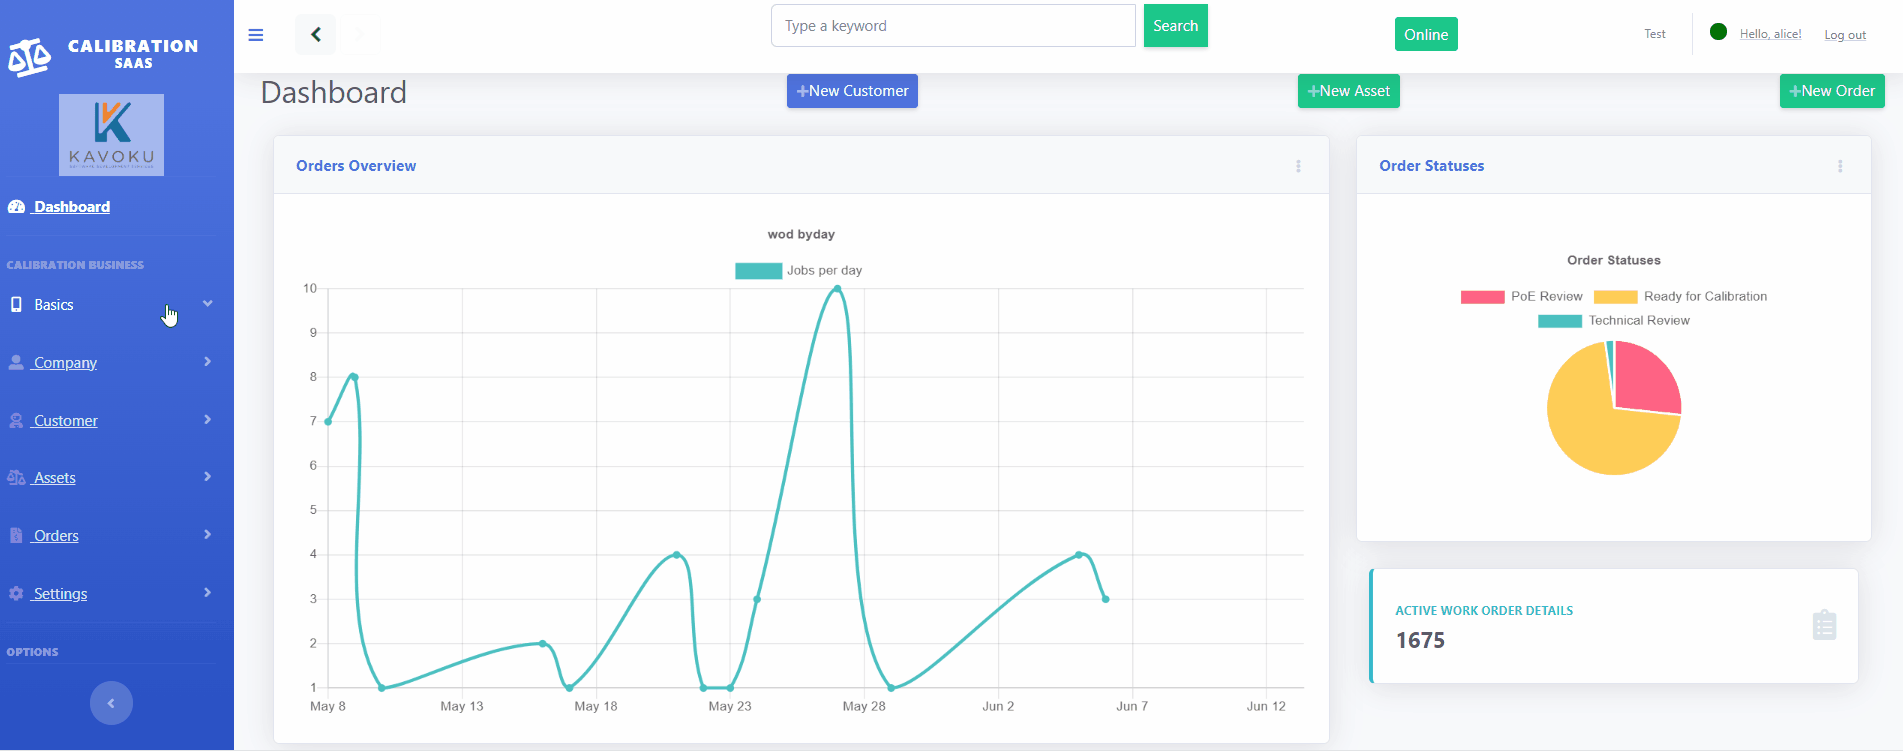 CALIBRATION
SAAS
KAVOKU
Dashboard
CALIBRATION BUSINESS
Basics
Company
Customer
Assets
Orders
Settings
OPTIONS
Type a keyword
Search
Online
Test
Hello, alice!
Log out
Dashboard
+New Customer
+New Asset
+New Order
Orders Overview
wod byday
Jobs per day
10
9
8
7
6
5
4
3
2
1
May 8
May 13
May 18
May 23
May 28
Jun 2
Jun 7
Jun 12
Order Statuses
Order Statuses
PoE Review
Ready for Calibration
Technical Review
ACTIVE WORK ORDER DETAILS
1675